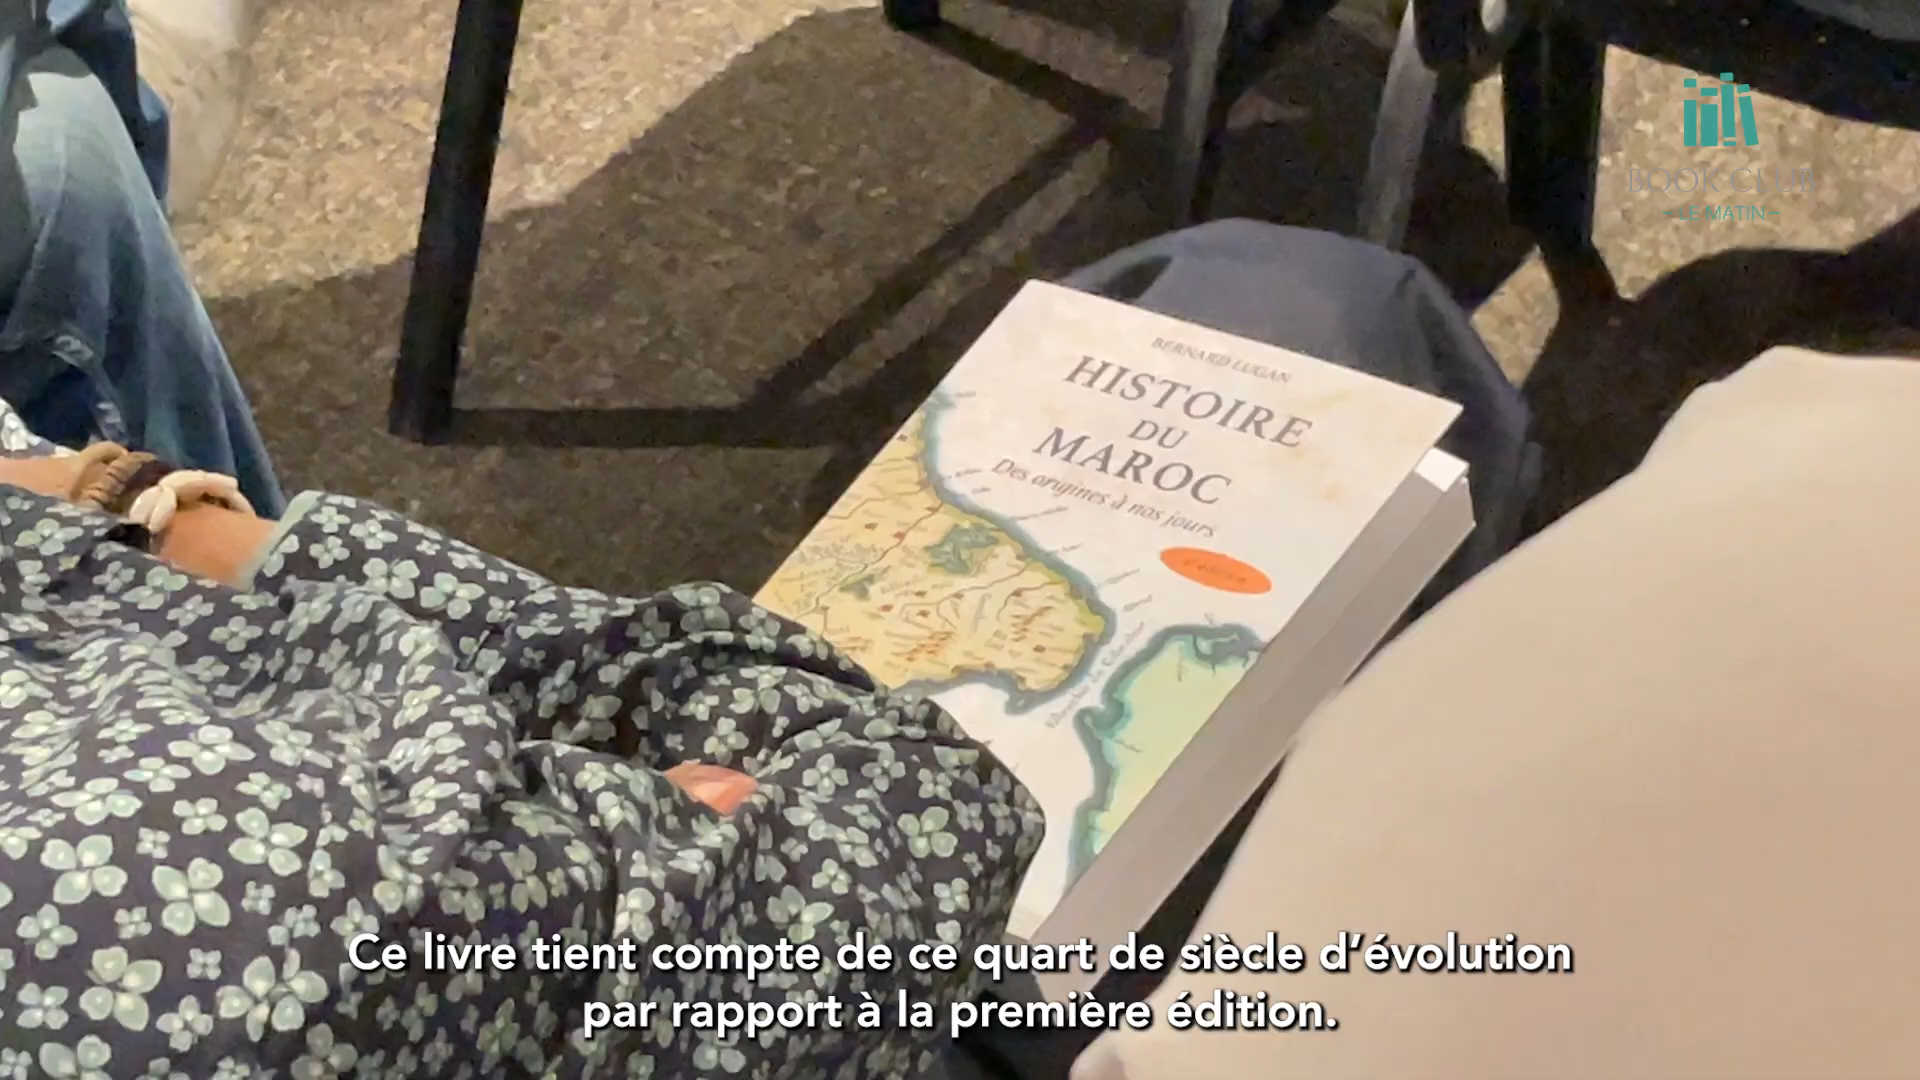 BOOK CLUB
- LE MATIN -
BERNARD LUGAN
HISTOIRE
DU
MAROC
Des origines à nos jours
Ce livre tient compte de ce quart de siècle d’évolution
par rapport à la première édition.